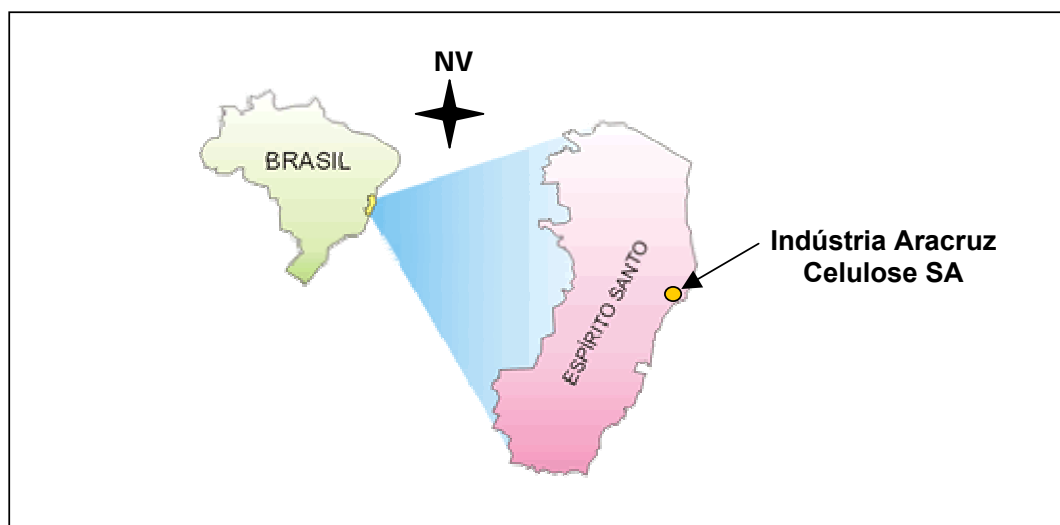 NV
BRASIL
ESPÍRITO SANTO
Indústria Aracruz
Celulose SA